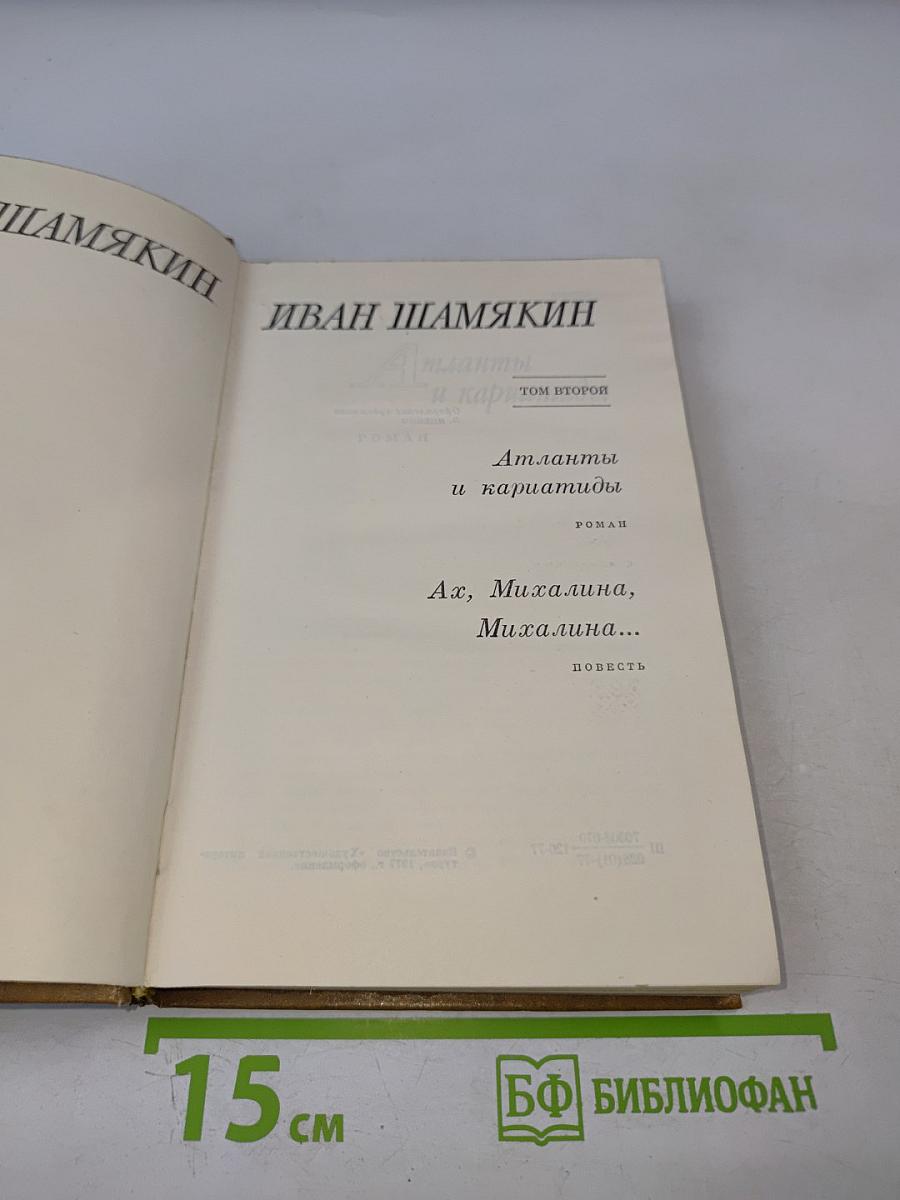 ШАМЯКИН
ИВАН ШАМЯКИН
ТОМ ВТОРОЙ
Атланты
и кариатиды
РОМАН
Ах, Михалина,
Михалина...
ПОВЕСТЬ
15 см
БФ БИБЛИОФАН